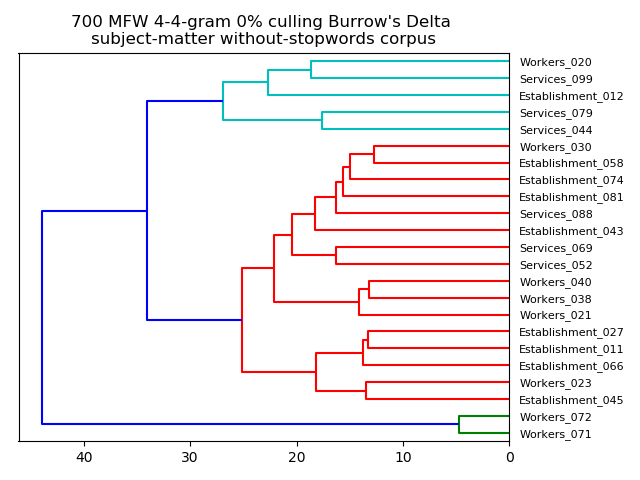 700 MFW 4-4-gram 0% culling Burrow's Delta
subject-matter without-stopwords corpus
Workers_020
Services_099
Establishment_012
Services_079
Services_044
Workers_030
Establishment_058
Establishment_074
Establishment_081
Services_088
Establishment_043
Services_069
Services_052
Workers_040
Workers_038
Workers_021
Establishment_027
Establishment_011
Establishment_066
Workers_023
Establishment_045
Workers_072
Workers_071
40 30 20 10 0